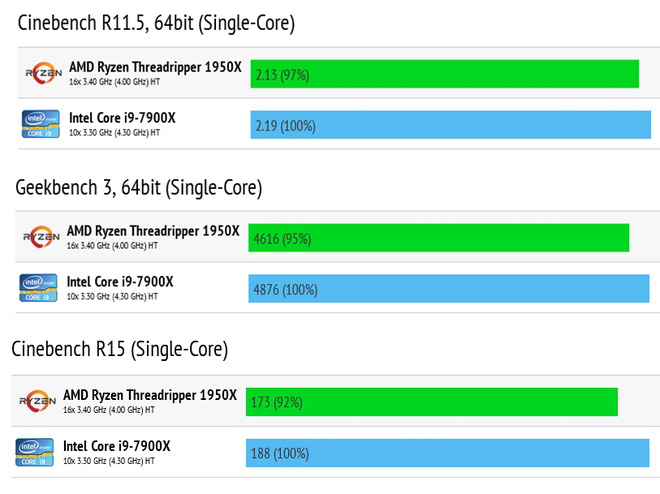 Cinebench R11.5, 64bit (Single-Core)
RYZEN
AMD Ryzen Threadripper 1950X
16x 3.40 GHz (4.00 GHz) HT
2.13 (97%)
intel
CORE i9
Intel Core i9-7900X
10x 3.30 GHz (4.30 GHz) HT
2.19 (100%)
Geekbench 3, 64bit (Single-Core)
RYZEN
AMD Ryzen Threadripper 1950X
16x 3.40 GHz (4.00 GHz) HT
4616 (95%)
intel
CORE i9
Intel Core i9-7900X
10x 3.30 GHz (4.30 GHz) HT
4876 (100%)
Cinebench R15 (Single-Core)
RYZEN
AMD Ryzen Threadripper 1950X
16x 3.40 GHz (4.00 GHz) HT
173 (92%)
intel
CORE i9
Intel Core i9-7900X
10x 3.30 GHz (4.30 GHz) HT
188 (100%)